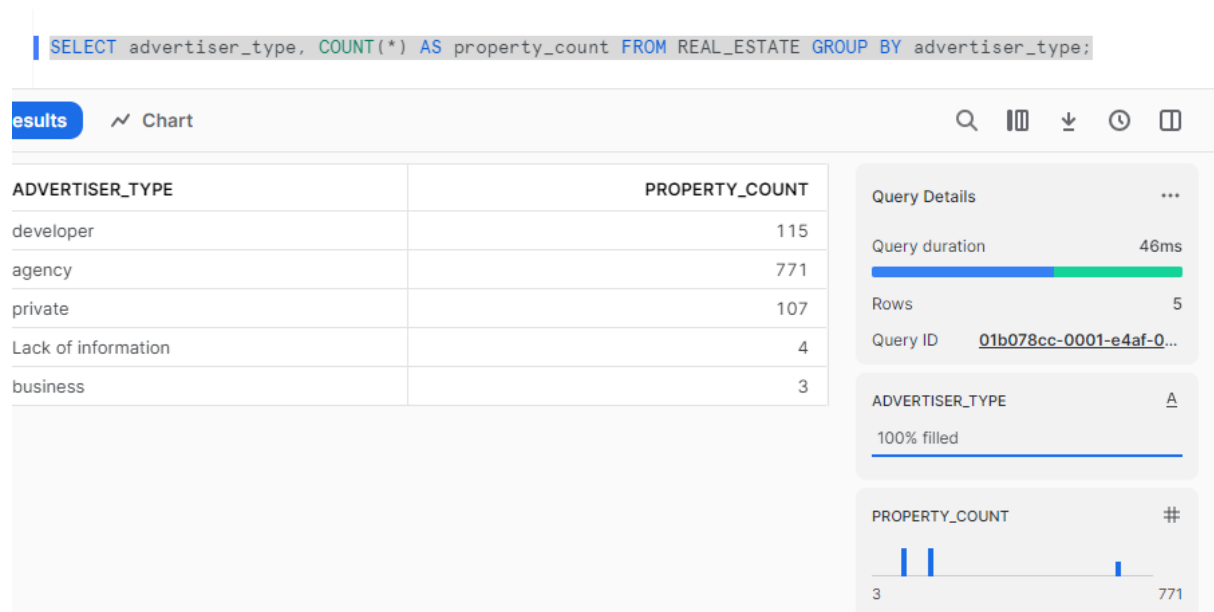 SELECT advertiser_type, COUNT(*) AS property_count FROM REAL_ESTATE GROUP BY advertiser_type;
esults Chart
ADVERTISER_TYPE PROPERTY_COUNT
developer 115
agency 771
private 107
Lack of information 4
business 3
Query Details ...
Query duration 46ms
Rows 5
Query ID 01b078cc-0001-e4af-0...
ADVERTISER_TYPE A
100% filled
PROPERTY_COUNT #
3 771